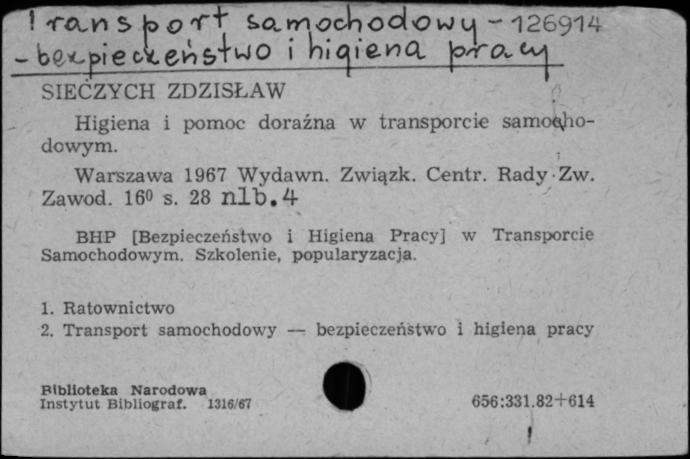 Transport samochodowy - 126914
- bezpieczeństwo i higiena pracy
SIECZYCH ZDZISŁAW
Higiena i pomoc doraźna w transporcie samocho-
dowym.
Warszawa 1967 Wydawn. Związk. Centr. Rady Zw.
Zawod. 16⁰ s. 28 nlb. 4
BHP [Bezpieczeństwo i Higiena Pracy] w Transporcie
Samochodowym. Szkolenie, popularyzacja.
1. Ratownictwo
2. Transport samochodowy — bezpieczeństwo i higiena pracy
Biblioteka Narodowa
Instytut Bibliograf. 1316/67
656:331.82+614